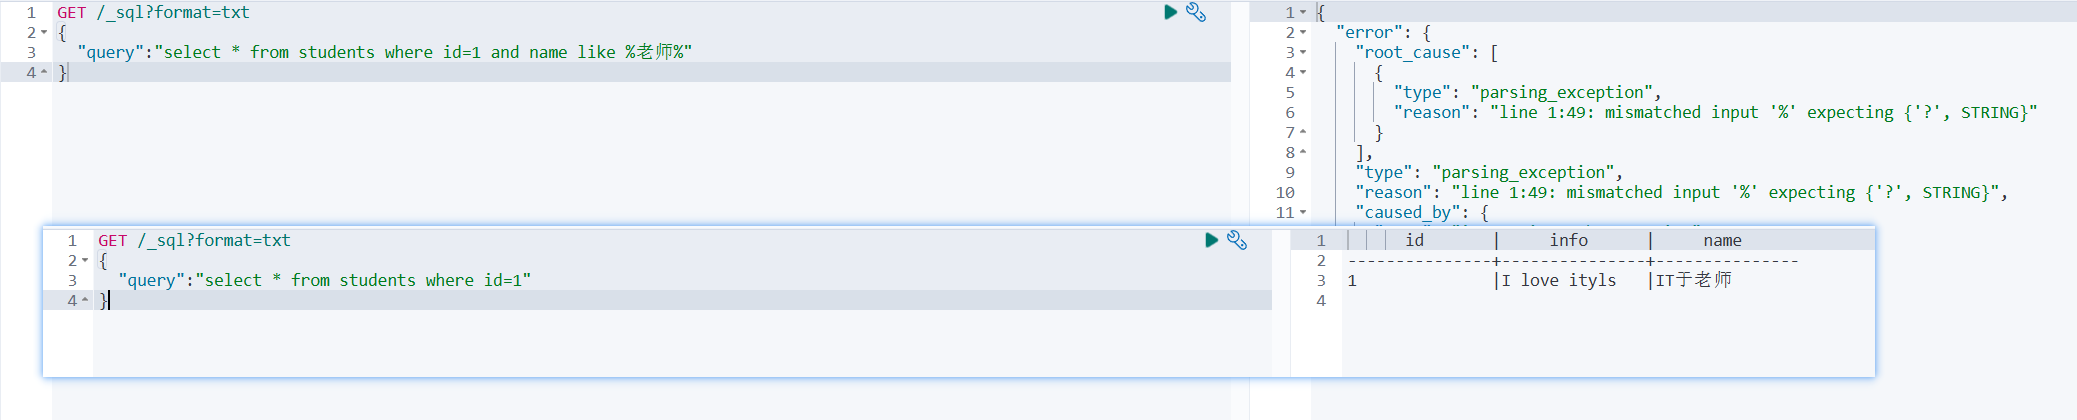 1 GET /_sql?format=txt
2 {
3 "query":"select * from students where id=1 and name like %老师%"
4 }
1 {
2 "error": {
3 "root_cause": [
4 {
5 "type": "parsing_exception",
6 "reason": "line 1:49: mismatched input '%' expecting {'?', STRING}"
7 }
8 ],
9 "type": "parsing_exception",
10 "reason": "line 1:49: mismatched input '%' expecting {'?', STRING}",
11 "caused_by": {
1 GET /_sql?format=txt
2 {
3 "query":"select * from students where id=1"
4 }
1 id | info | name
2 ---------------+---------------+---------------
3 1 |I love ityls |IT于老师
4